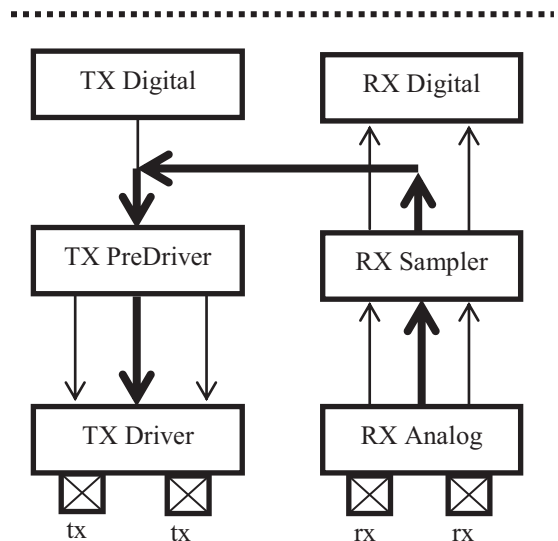 TX Digital
RX Digital
TX PreDriver
RX Sampler
TX Driver
RX Analog
tx
tx
rx
rx